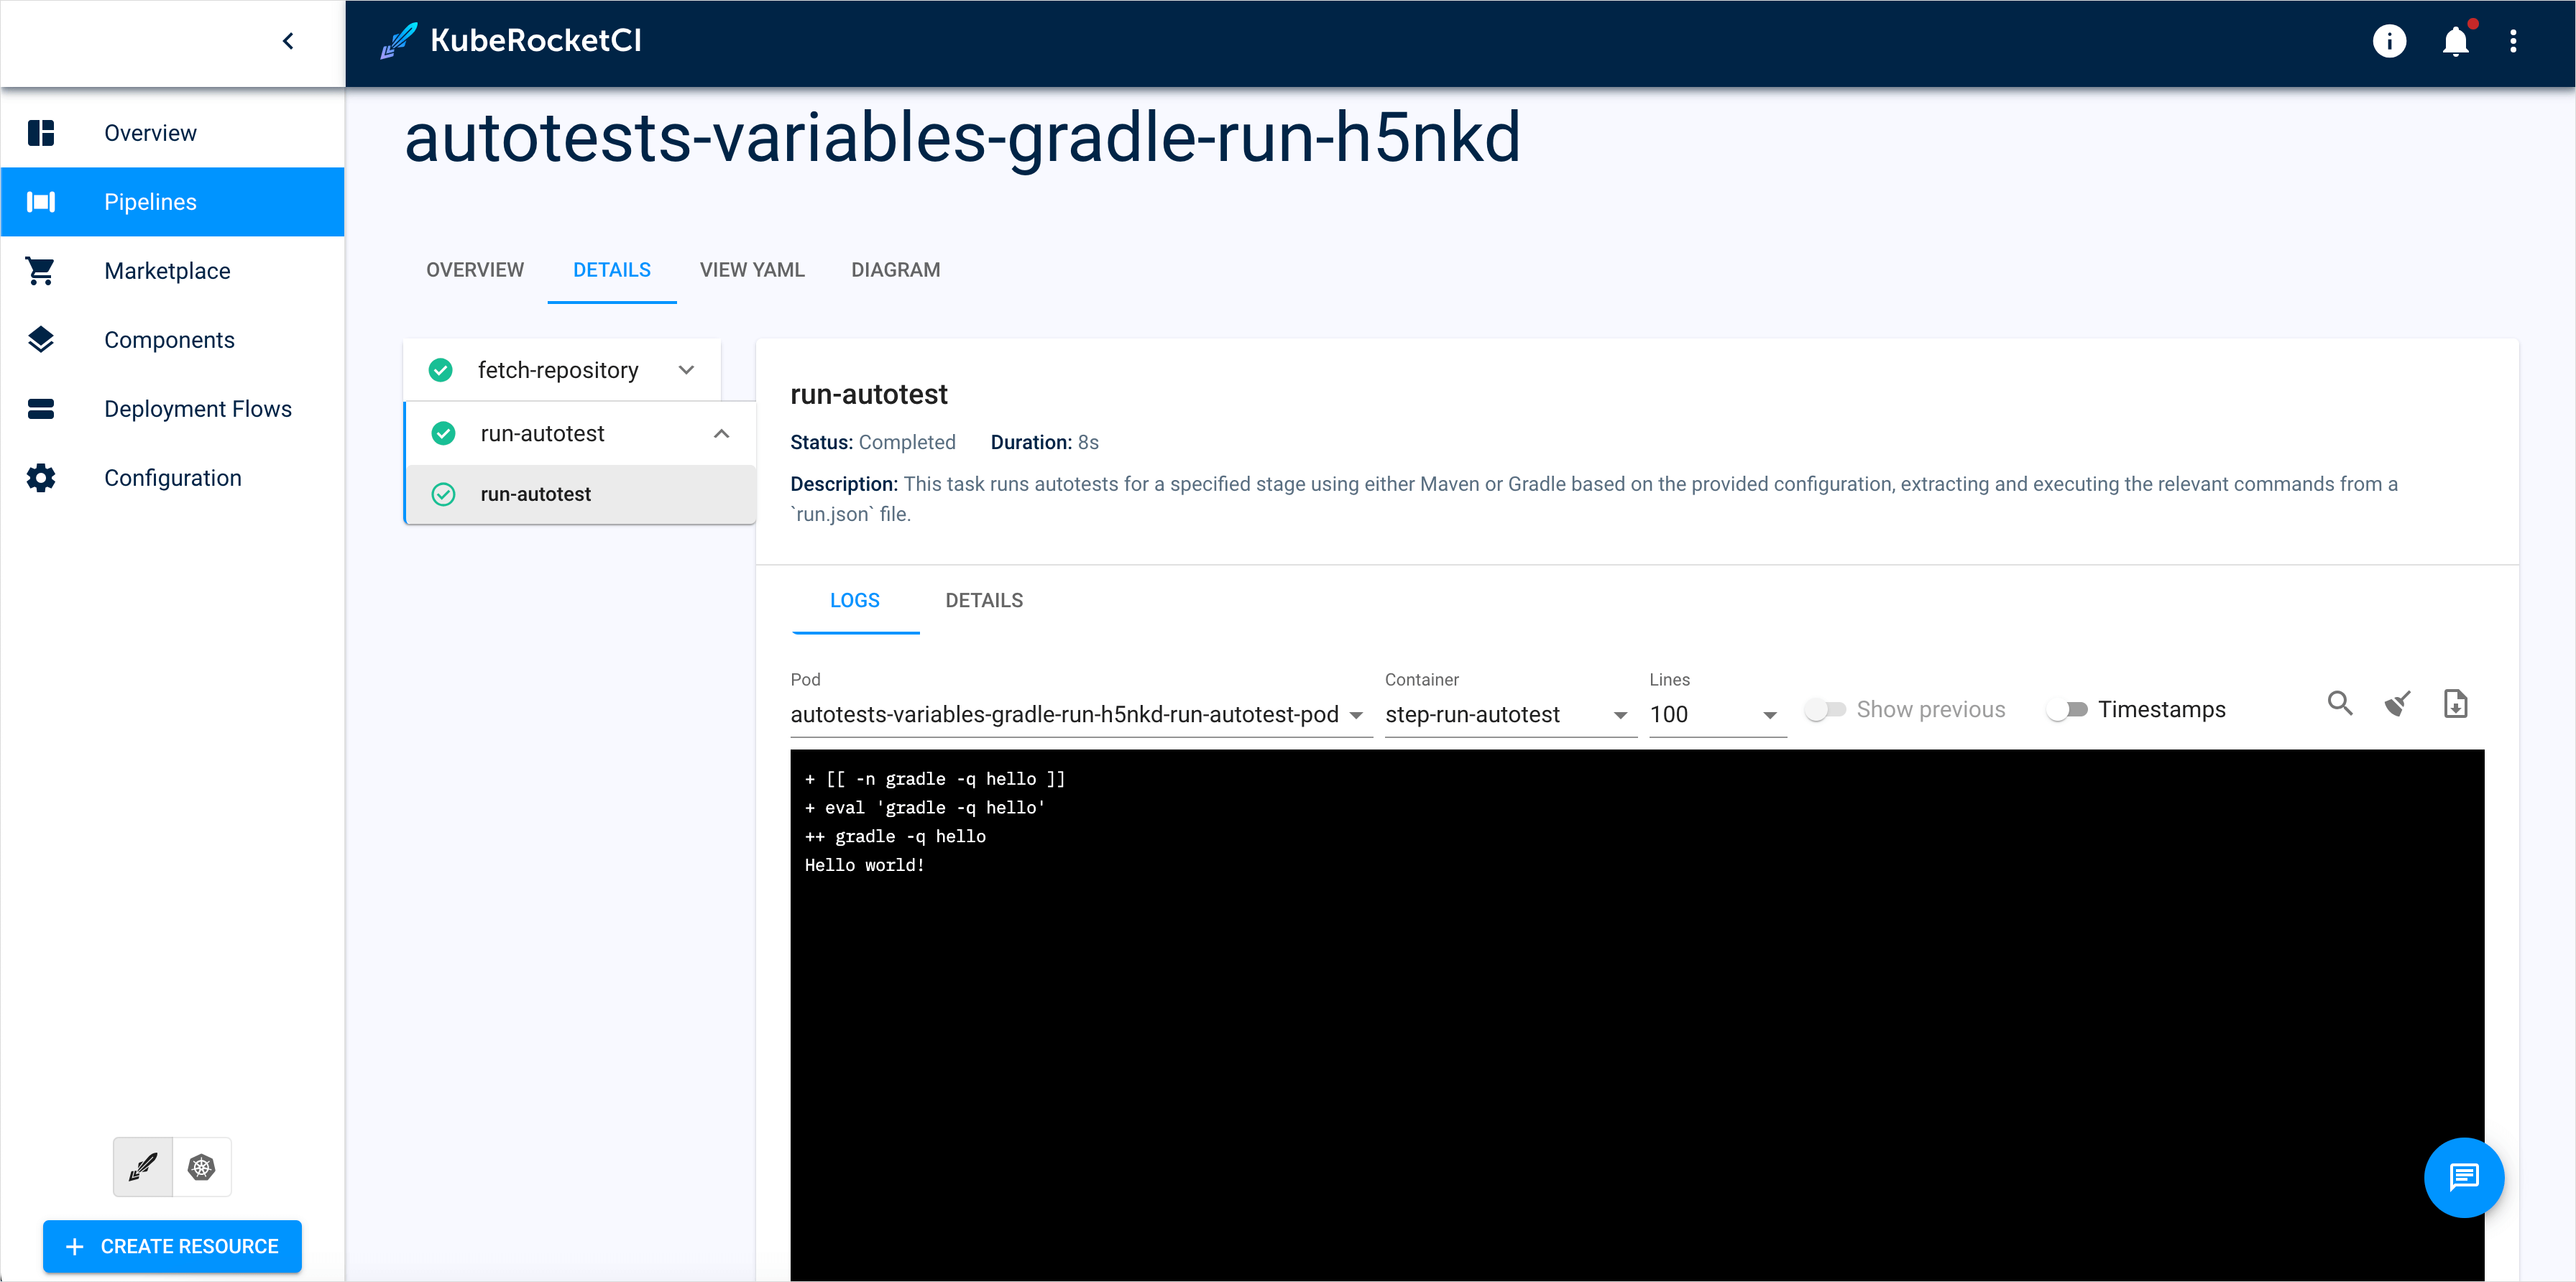 KubeRocketCI
Overview
Pipelines
Marketplace
Components
Deployment Flows
Configuration
CREATE RESOURCE
autotests-variables-gradle-run-h5nkd
OVERVIEW DETAILS VIEW YAML DIAGRAM
fetch-repository
run-autotest
run-autotest
run-autotest
Status: Completed Duration: 8s
Description: This task runs autotests for a specified stage using either Maven or Gradle based on the provided configuration, extracting and executing the relevant commands from a
`run.json` file.
LOGS DETAILS
Pod Container Lines
autotests-variables-gradle-run-h5nkd-run-autotest-pod step-run-autotest 100 Show previous Timestamps
+ [[ -n gradle -q hello ]]
+ eval 'gradle -q hello'
++ gradle -q hello
Hello world!